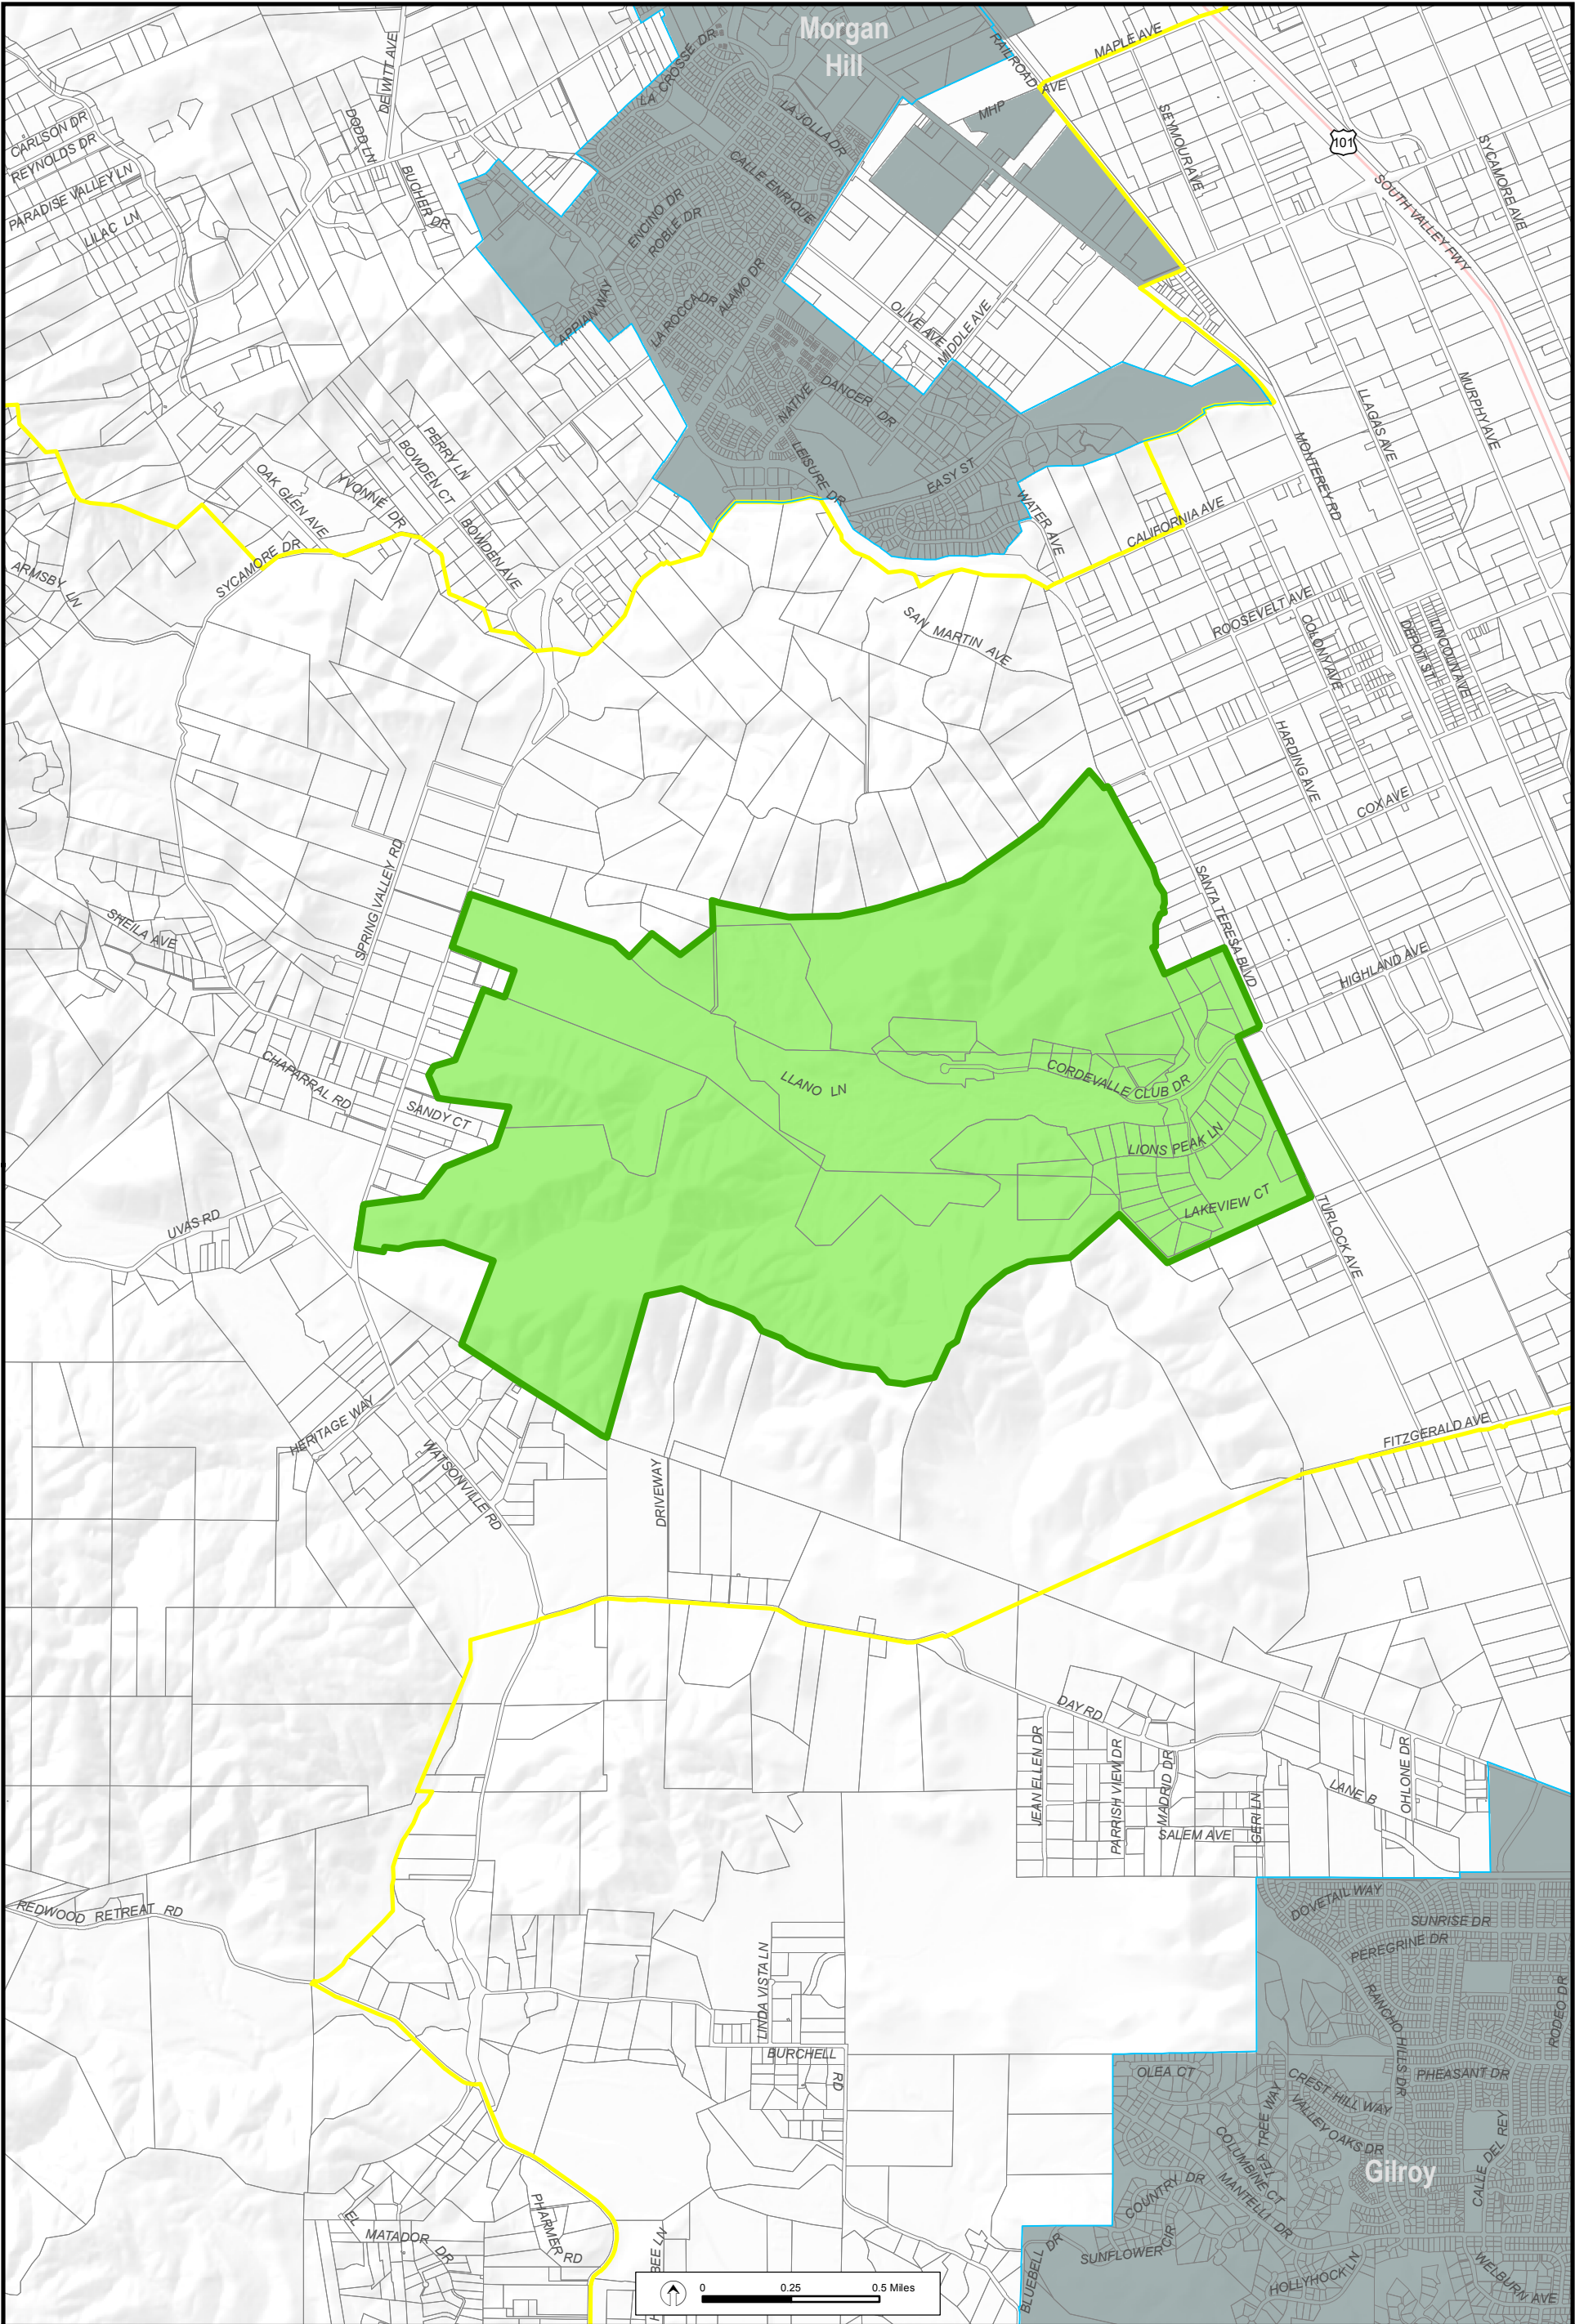 Morgan
Hill
RAILROAD AVE
MAPLE AVE
DE WITT AVE
LA CROSSE DR
CARLSON DR
REYNOLDS DR
PARADISE VALLEY LN
LILAC LN
DODD LN
BUCHER DR
LA JOLLA DR
MHP
SEYMOUR AVE
101
SYCAMORE AVE
SOUTH VALLEY FWY
CALLE ENRIQUE
ENCINO DR
ROBLE DR
ALAMO DR
LA ROCCA DR
APPIAN WAY
OLIVE AVE
MIDDLE AVE
NATIVE DANCER DR
LEISURE DR
EASY ST
WATER AVE
MURPHY AVE
LLAGAS AVE
MONTEREY RD
CALIFORNIA AVE
PERRY LN
BOWDEN CT
YVONNE DR
OAK GLEN AVE
BOWDEN AVE
SYCAMORE DR
ARMSBY LN
SAN MARTIN AVE
ROOSEVELT AVE
COLONY AVE
DEPOT ST
LINCOLN AVE
HARDING AVE
COX AVE
SPRING VALLEY RD
SHEILA AVE
SANTA TERESA BLVD
HIGHLAND AVE
CHAPARRAL RD
SANDY CT
LLANO LN
CORDEVALLE CLUB DR
LIONS PEAK LN
LAKEVIEW CT
UVAS RD
TURLOCK AVE
HERITAGE WAY
WATSONVILLE RD
DRIVEWAY
FITZGERALD AVE
DAY RD
JEAN ELLEN DR
PARRISH VIEW DR
MADRID DR
SALEM AVE
GERI LN
LANE B
OHLONE DR
REDWOOD RETREAT RD
DOVETAIL WAY
SUNRISE DR
PEREGRINE DR
RANCHO HILLS DR
RODEO DR
LINDA VISTA LN
BURCHELL RD
OLEA CT
CREST HILL WAY
PHEASANT DR
VALLEY OAKS DR
TEA TREE WAY
COLUMBINE CT
MANTELLI DR
COUNTRY DR
Gilroy
CALLE DEL REY
EL MATADOR DR
PHARMER RD
BEE LN
BLUEBELL DR
SUNFLOWER CIR
HOLLYHOCK LN
WELBURN AVE
0 0.25 0.5 Miles